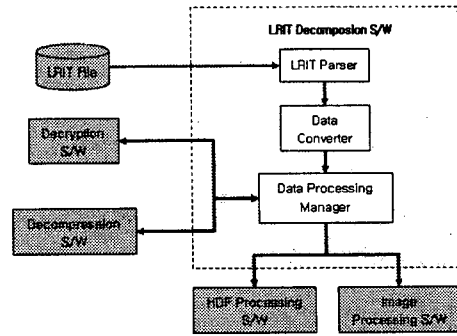 LRIT Decomposion S/W
LRIT File
LRIT Parser
Data
Converter
Decryption
S/W
Data Processing
Manager
Decompression
S/W
HDF Processing
S/W
Image
Processing S/W